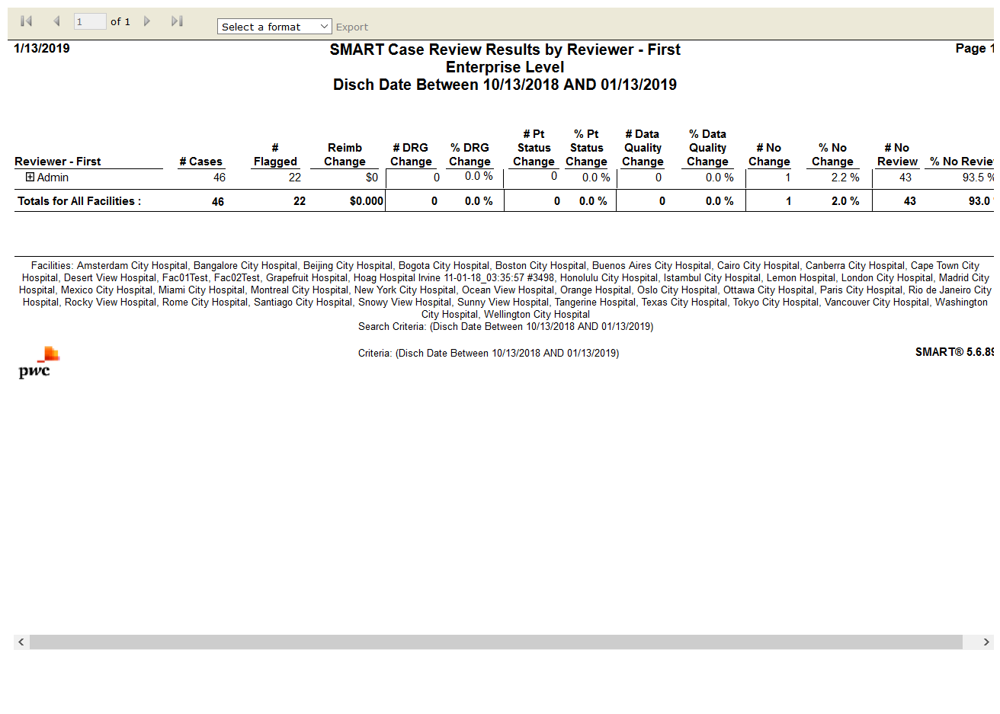 1 of 1 Select a format Export
1/13/2019 SMART Case Review Results by Reviewer - First Page 1
Enterprise Level
Disch Date Between 10/13/2018 AND 01/13/2019
# Pt % Pt # Data % Data
# Reimb # DRG % DRG Status Status Quality Quality # No % No # No
Reviewer - First # Cases Flagged Change Change Change Change Change Change Change Change Change Review % No Revie
Admin 46 22 $0 0 0.0 % 0 0.0 % 0 0.0 % 1 2.2 % 43 93.5 %
Totals for All Facilities : 46 22 $0.000 0 0.0 % 0 0.0 % 0 0.0 % 1 2.0 % 43 93.0
Facilities: Amsterdam City Hospital, Bangalore City Hospital, Beijing City Hospital, Bogota City Hospital, Boston City Hospital, Buenos Aires City Hospital, Cairo City Hospital, Canberra City Hospital, Cape Town City
Hospital, Desert View Hospital, Fac01Test, Fac02Test, Grapefruit Hospital, Hoag Hospital Irvine 11-01-18_03:35:57 #3498, Honolulu City Hospital, Istambul City Hospital, Lemon Hospital, London City Hospital, Madrid City
Hospital, Mexico City Hospital, Miami City Hospital, Montreal City Hospital, New York City Hospital, Ocean View Hospital, Orange Hospital, Oslo City Hospital, Ottawa City Hospital, Paris City Hospital, Rio de Janeiro City
Hospital, Rocky View Hospital, Rome City Hospital, Santiago City Hospital, Snowy View Hospital, Sunny View Hospital, Tangerine Hospital, Texas City Hospital, Tokyo City Hospital, Vancouver City Hospital, Washington
City Hospital, Wellington City Hospital
Search Criteria: (Disch Date Between 10/13/2018 AND 01/13/2019)
Criteria: (Disch Date Between 10/13/2018 AND 01/13/2019) SMART® 5.6.89
pwc